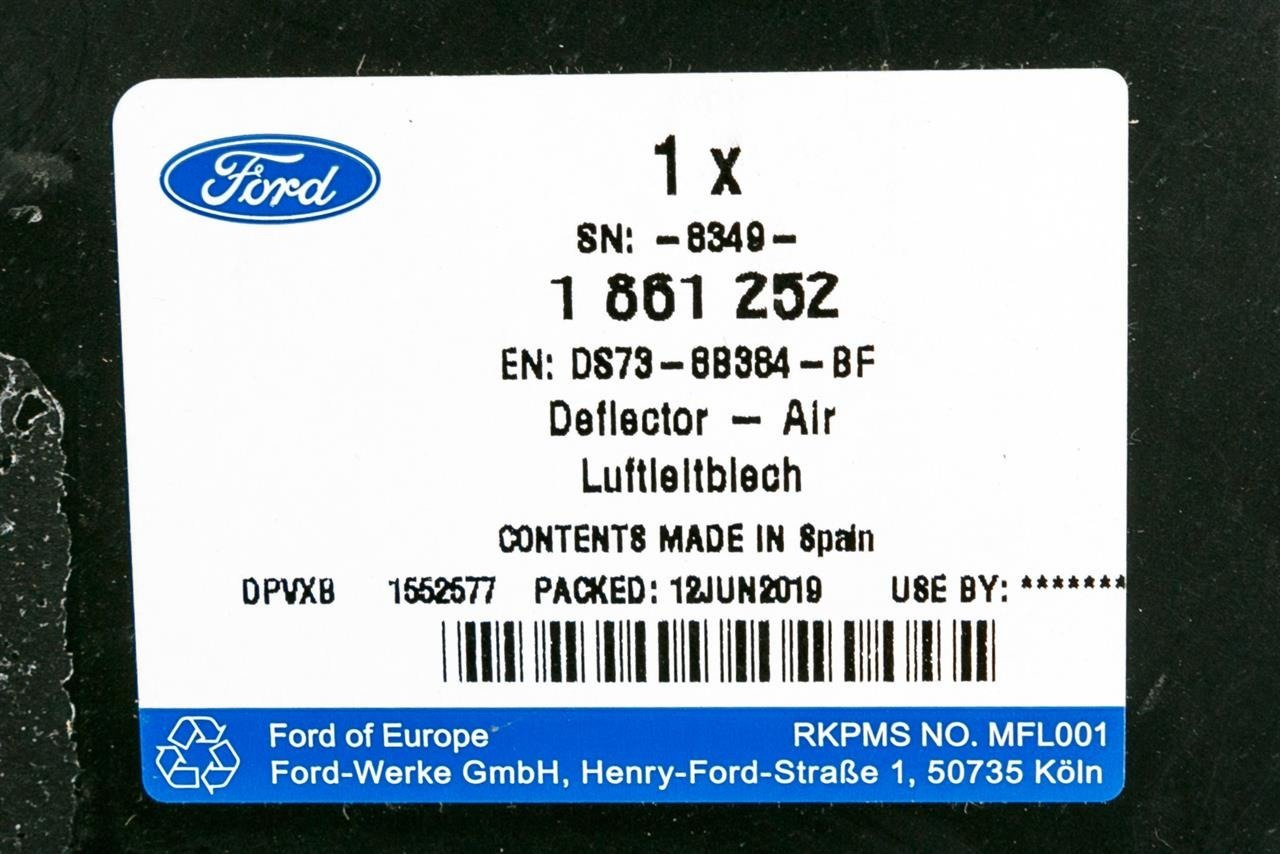 Ford
1 x
SN: -8349-
1 861 252
EN: DS73-8B384-BF
Deflector - Air
Luftleitblech
CONTENTS MADE IN Spain
DPVXB 1552577 PACKED: 12JUN2019 USE BY: *******
Ford of Europe RKPMS NO. MFL001
Ford-Werke GmbH, Henry-Ford-Straße 1, 50735 Köln